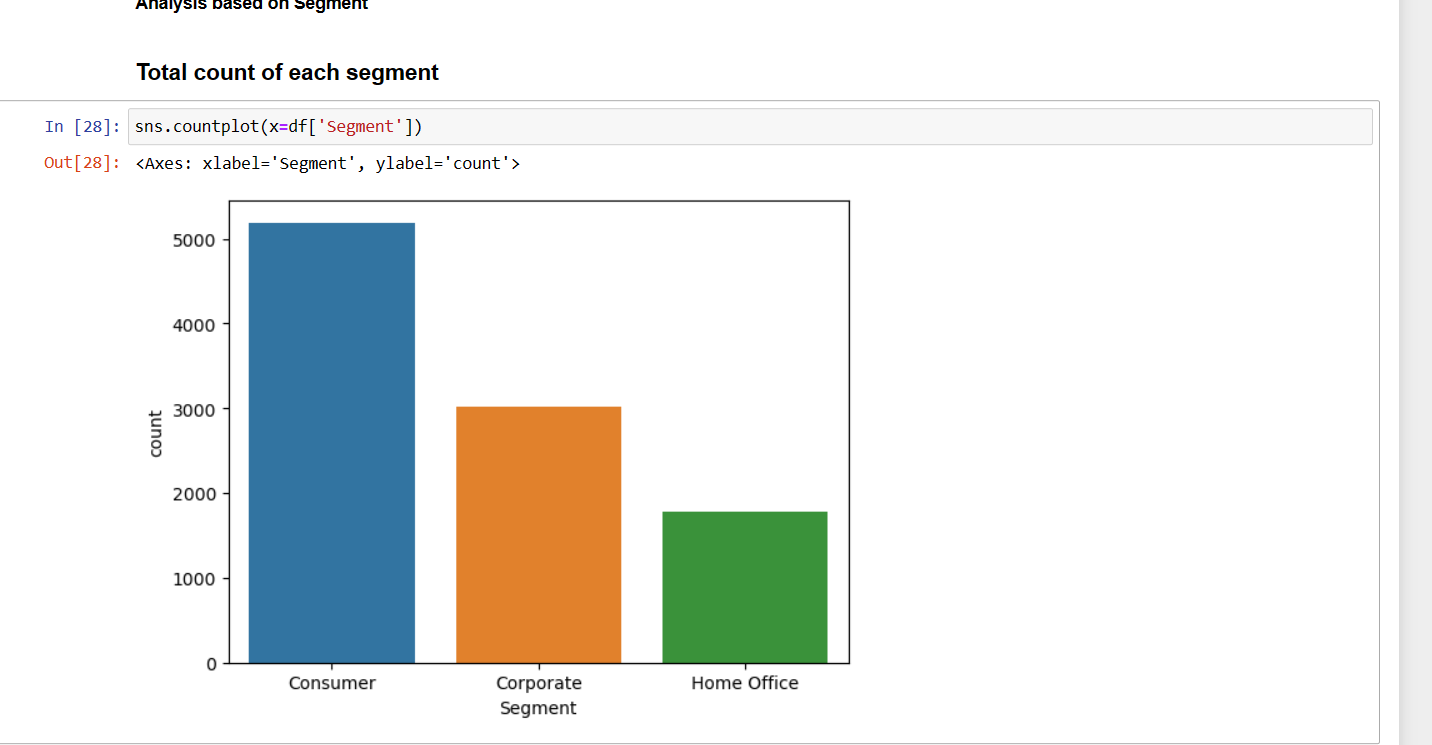 Analysis based on Segment
Total count of each segment
In [28]: sns.countplot(x=df['Segment'])
Out[28]: <Axes: xlabel='Segment', ylabel='count'>
5000
4000
3000
2000
1000
0
count
Consumer Corporate Home Office
Segment